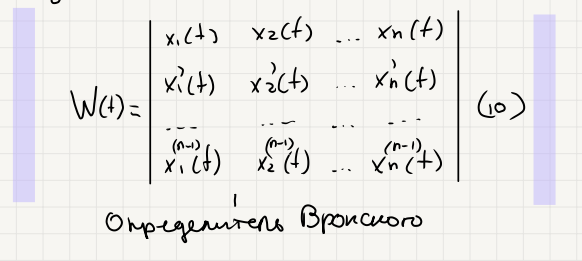 x₁(t) x₂(t) ... xn(t)
x₁'(t) x₂'(t) ... xn'(t)
W(t)= (10)
... ... ... ...
x₁⁽ⁿ⁻¹⁾(t) x₂⁽ⁿ⁻¹⁾(t) ... xn⁽ⁿ⁻¹⁾(t)
Определитель Вронского